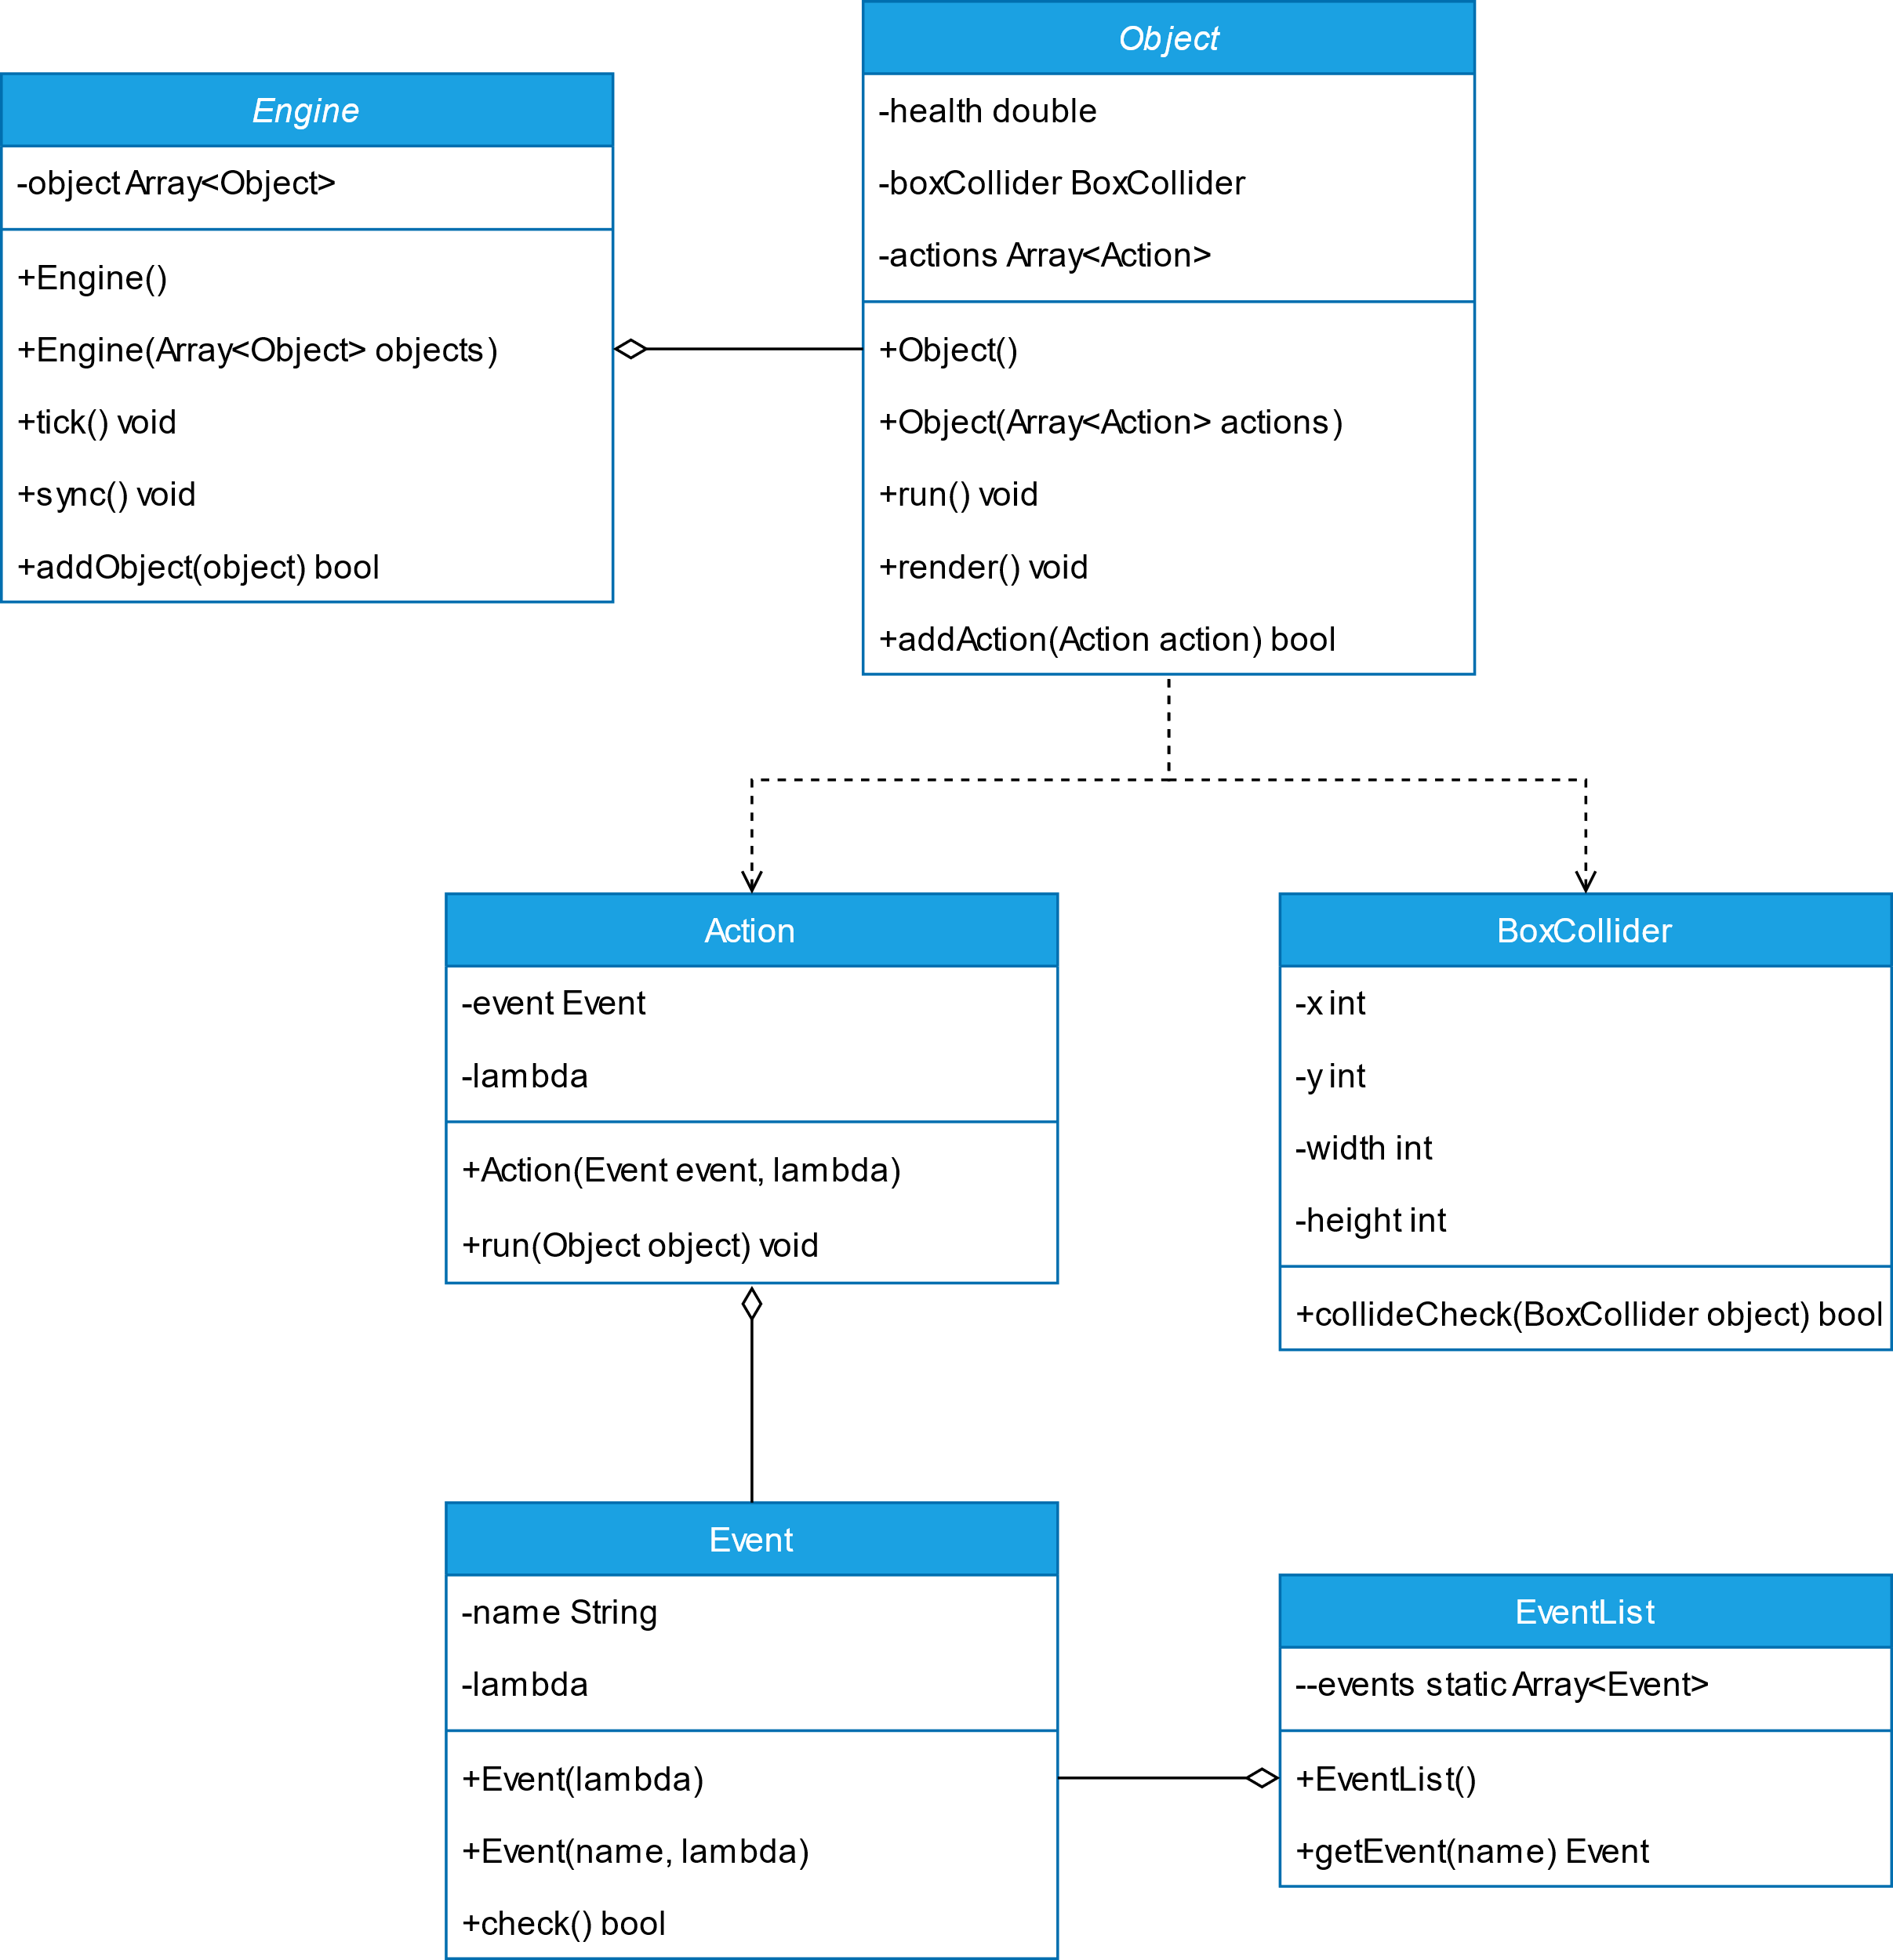 Engine
-object Array<Object>
+Engine()
+Engine(Array<Object> objects)
+tick() void
+sync() void
+addObject(object) bool
Object
-health double
-boxCollider BoxCollider
-actions Array<Action>
+Object()
+Object(Array<Action> actions)
+run() void
+render() void
+addAction(Action action) bool
Action
-event Event
-lambda
+Action(Event event, lambda)
+run(Object object) void
BoxCollider
-x int
-y int
-width int
-height int
+collideCheck(BoxCollider object) bool
Event
-name String
-lambda
+Event(lambda)
+Event(name, lambda)
+check() bool
EventList
--events static Array<Event>
+EventList()
+getEvent(name) Event